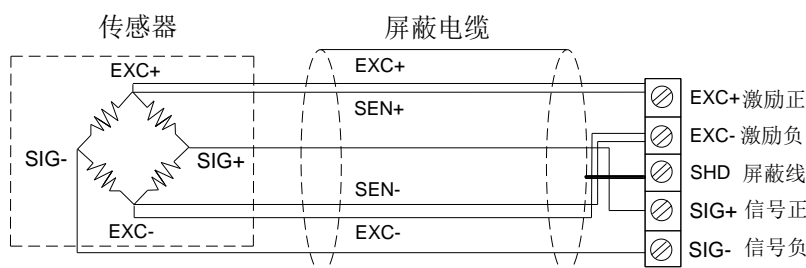 传感器
屏蔽电缆
EXC+
EXC+
SEN+
SIG-
SIG+
SEN-
EXC-
EXC-
EXC+激励正
EXC- 激励负
SHD 屏蔽线
SIG+ 信号正
SIG- 信号负